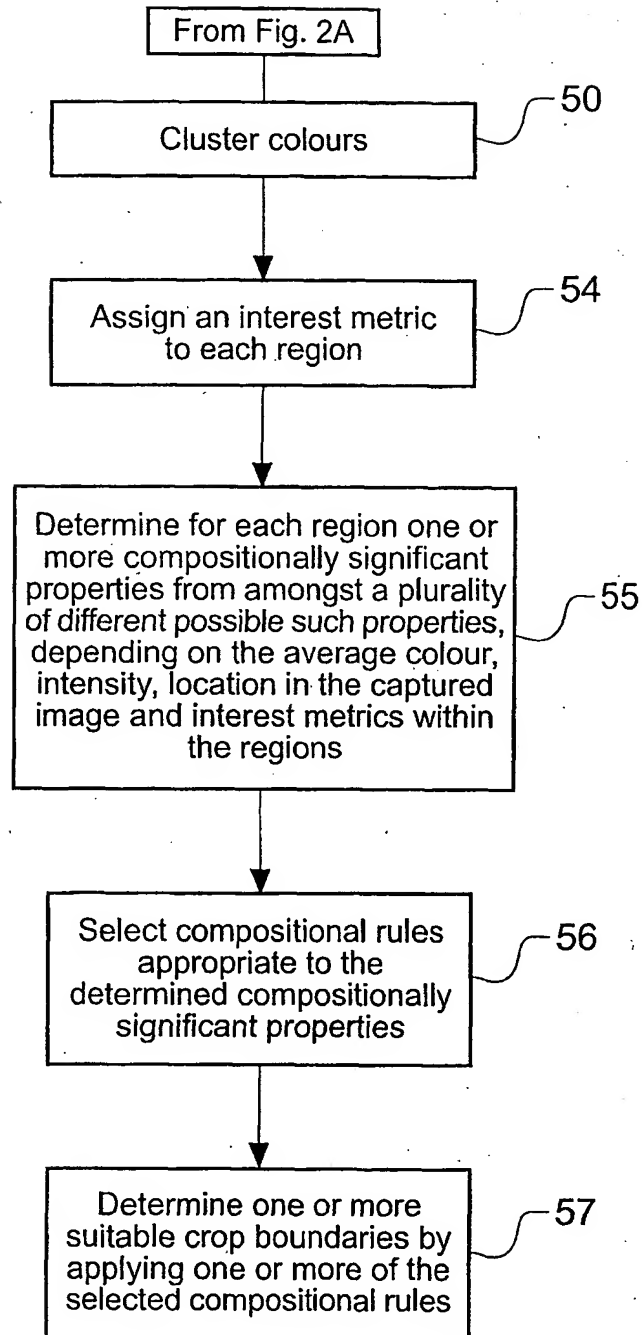 From Fig. 2A
50
Cluster colours
54
Assign an interest metric
to each region
Determine for each region one or
more compositionally significant
properties from amongst a plurality
of different possible such properties,
depending on the average colour,
intensity, location in the captured
image and interest metrics within
the regions
55
Select compositional rules
appropriate to the
determined compositionally
significant properties
56
Determine one or more
suitable crop boundaries by
applying one or more of the
selected compositional rules
57